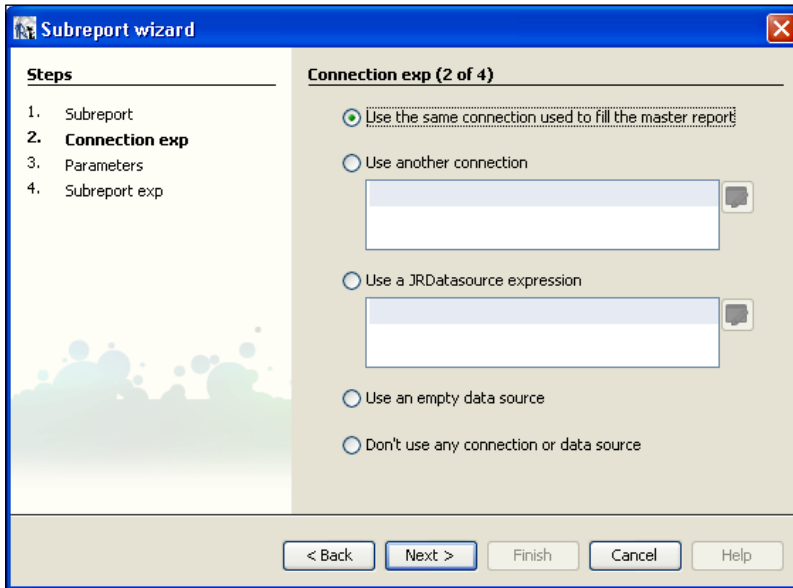 Subreport wizard
Steps
1. Subreport
2. Connection exp
3. Parameters
4. Subreport exp
Connection exp (2 of 4)
Use the same connection used to fill the master report
Use another connection
Use a JRDatasource expression
Use an empty data source
Don't use any connection or data source
< Back Next > Finish Cancel Help